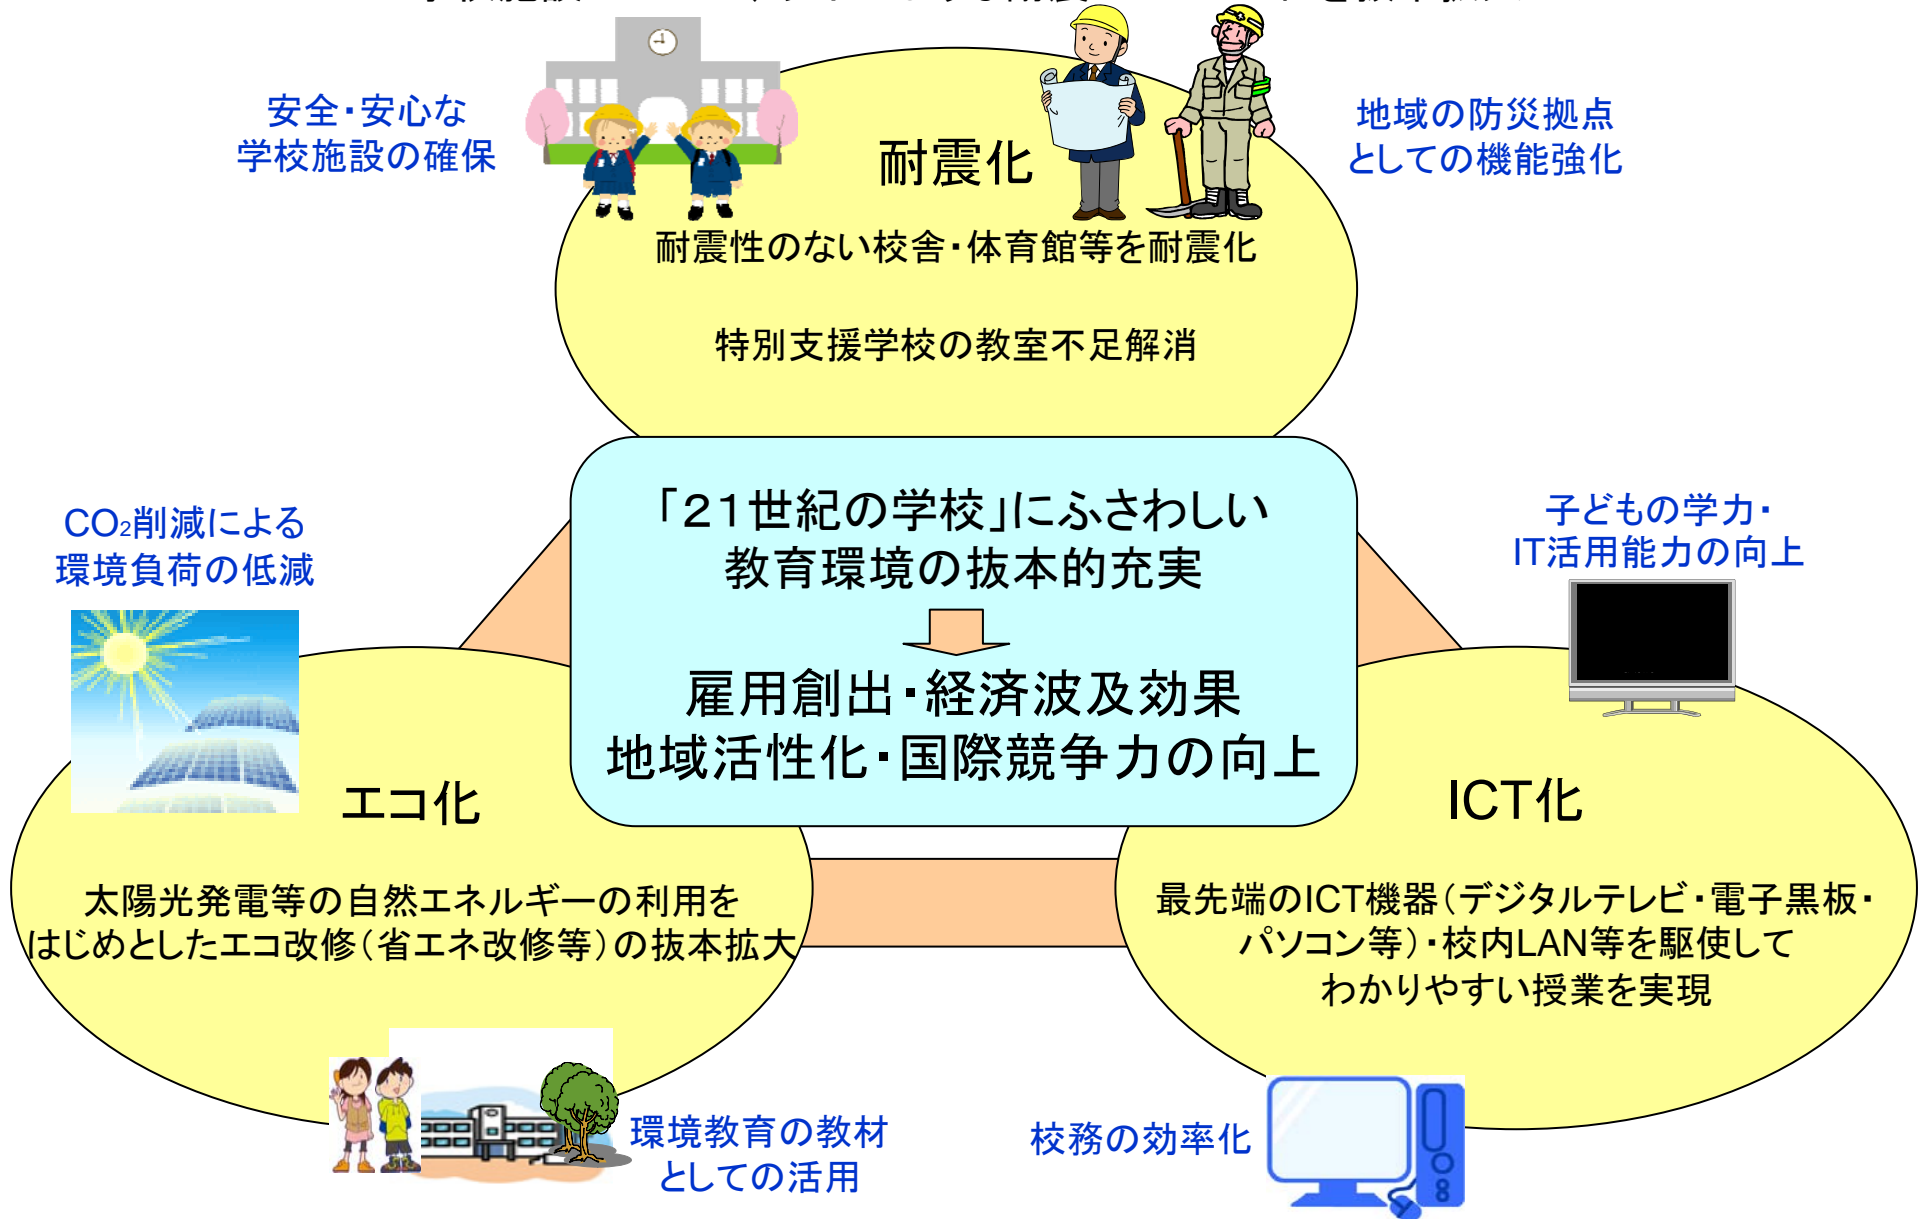 安全・安心な
学校施設の確保
地域の防災拠点
としての機能強化
耐震化
耐震性のない校舎・体育館等を耐震化
特別支援学校の教室不足解消
「21世紀の学校」にふさわしい
教育環境の抜本的充実
雇用創出・経済波及効果
地域活性化・国際競争力の向上
CO₂削減による
環境負荷の低減
エコ化
太陽光発電等の自然エネルギーの利用を
はじめとしたエコ改修(省エネ改修等)の抜本拡大
環境教育の教材
としての活用
子どもの学力・
IT活用能力の向上
ICT化
最先端のICT機器(デジタルテレビ・電子黒板・
パソコン等)・校内LAN等を駆使して
わかりやすい授業を実現
校務の効率化